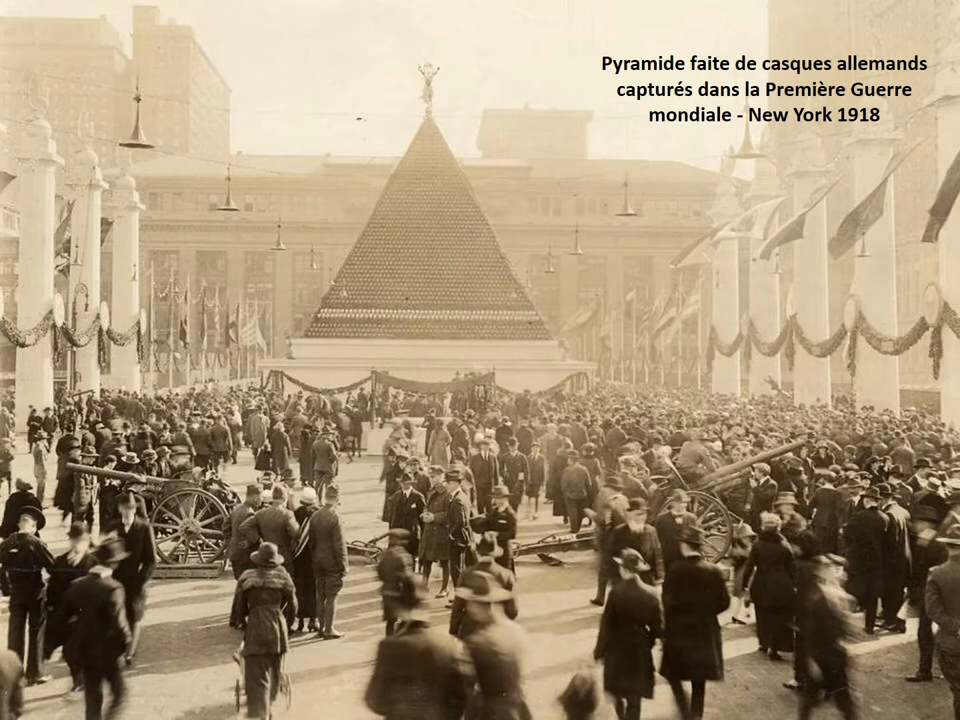 Pyramide faite de casques allemands
capturés dans la Première Guerre
mondiale - New York 1918